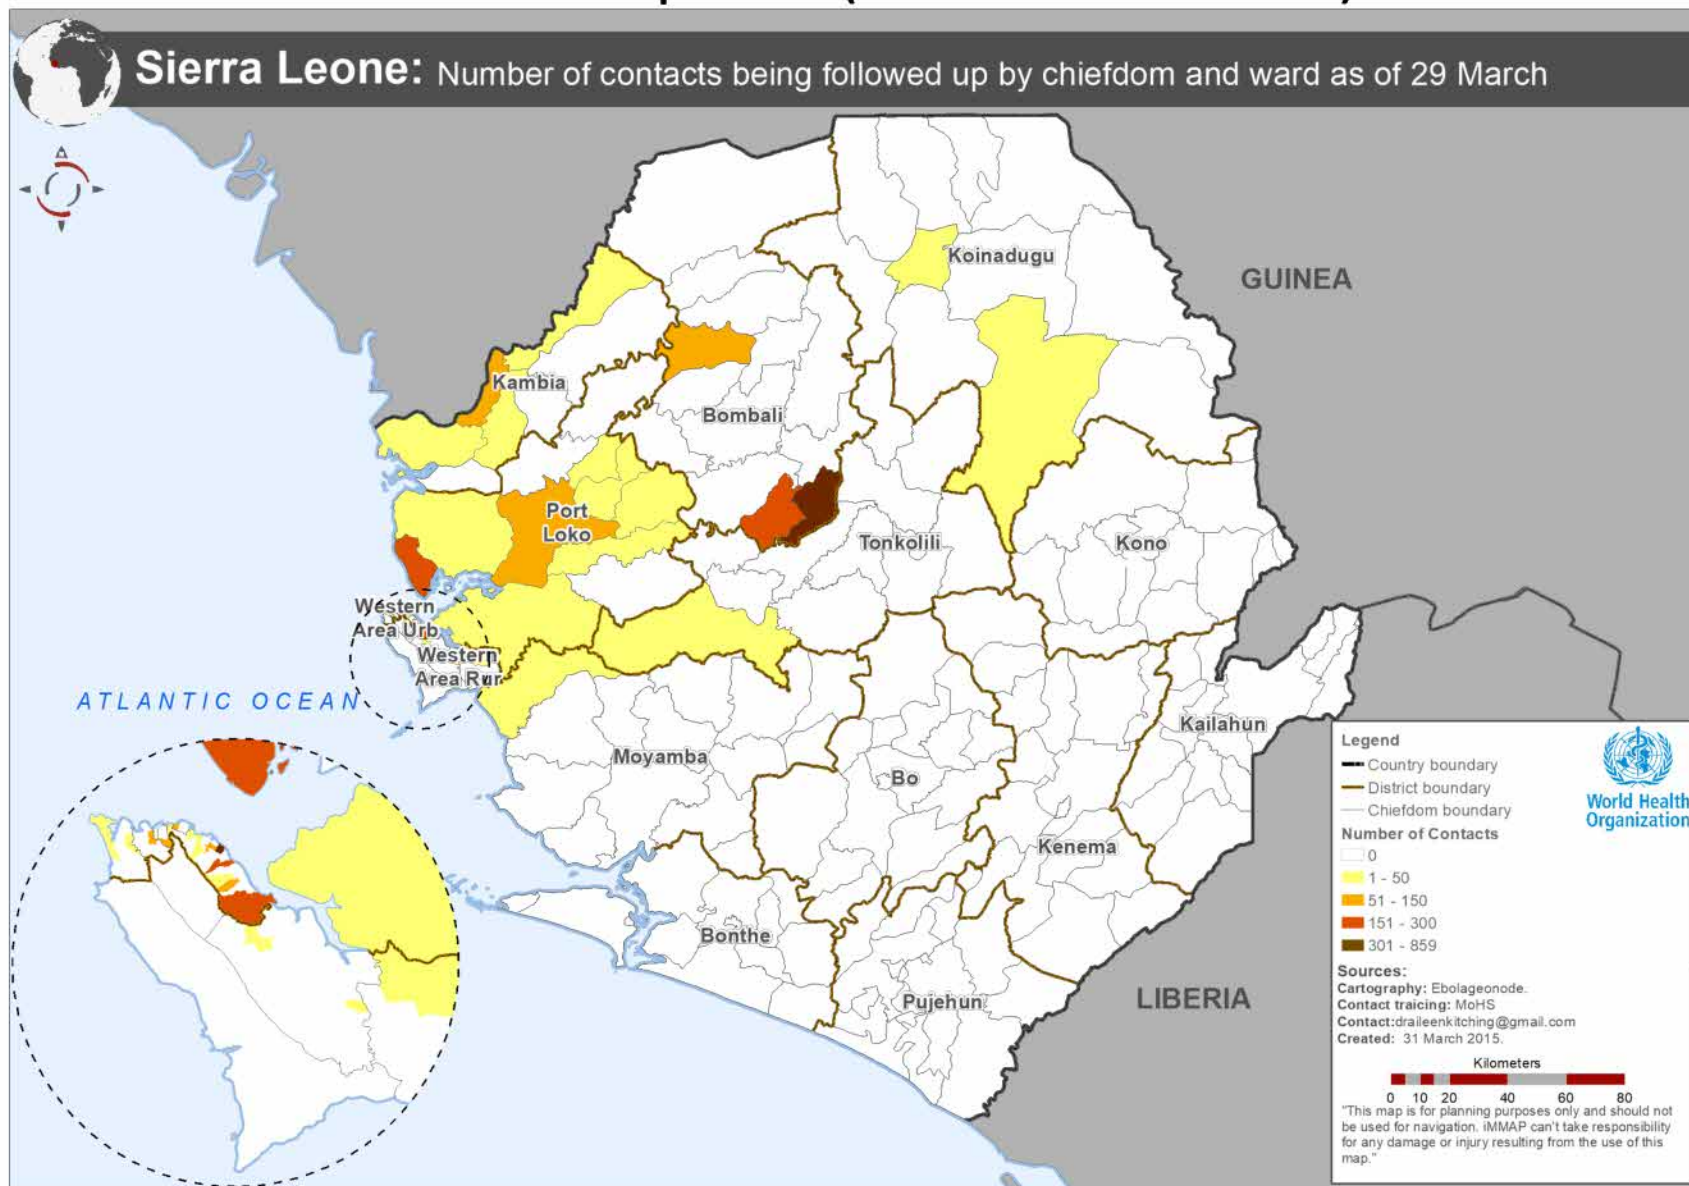 Sierra Leone: Number of contacts being followed up by chiefdom and ward as of 29 March
Koinadugu
GUINEA
Kambia
Bombali
Port
Loko
Tonkolili
Kono
Western
Area Urb
Western
Area Rur
ATLANTIC OCEAN
Kailahun
Moyamba
Bo
Kenema
Bonthe
Pujehun
LIBERIA
Legend
Country boundary
District boundary
Chiefdom boundary
Number of Contacts
0
1 - 50
51 - 150
151 - 300
301 - 859
World Health
Organization
Sources:
Cartography: Ebolageonode.
Contact traicing: MoHS
Contact:draileenkitching@gmail.com
Created: 31 March 2015.
Kilometers
0 10 20 40 60 80
"This map is for planning purposes only and should not
be used for navigation. iMMAP can't take responsibility
for any damage or injury resulting from the use of this
map."